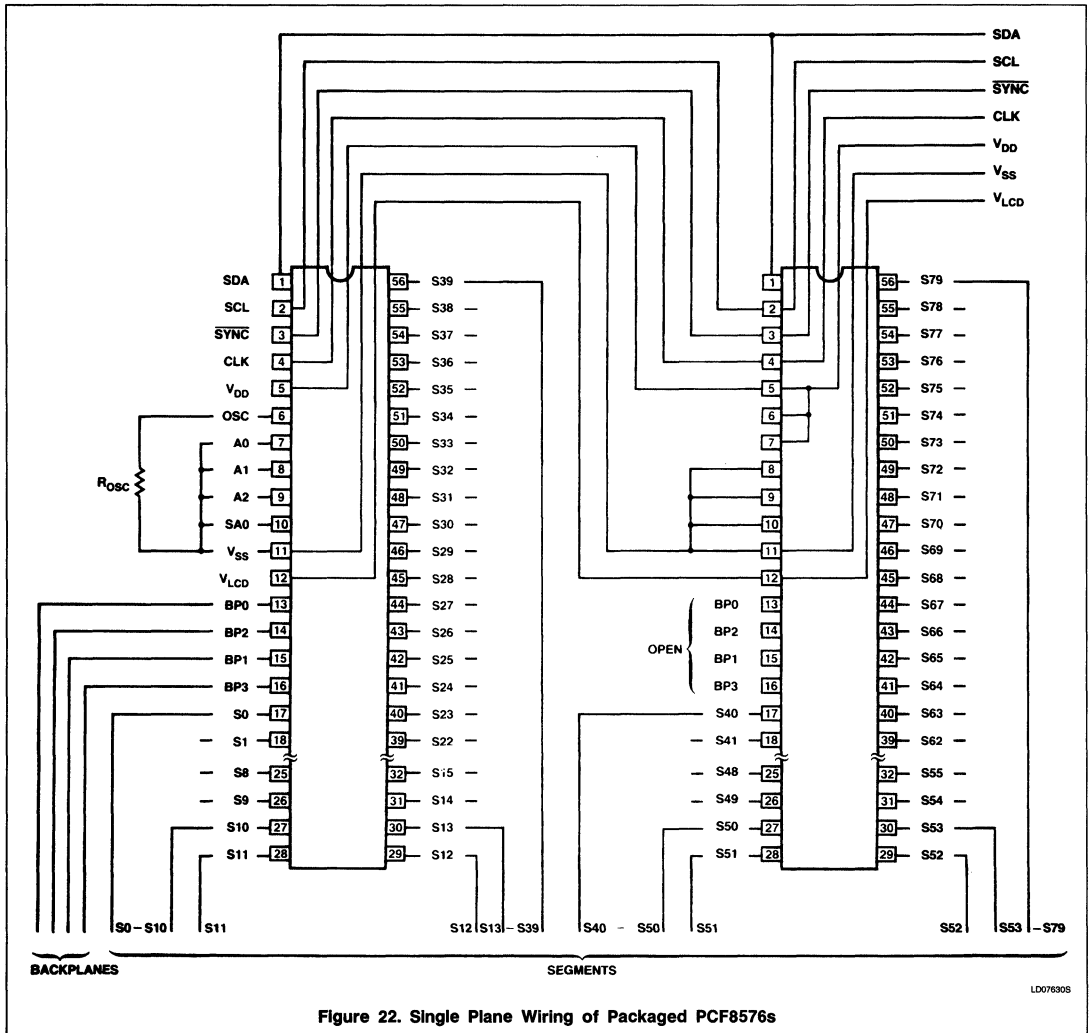 SDA
SCL
SYNC
CLK
VDD
VSS
VLCD
SDA 1 56 S39 1 56 S79
SCL 2 55 S38 2 55 S78
SYNC 3 54 S37 3 54 S77
CLK 4 53 S36 4 53 S76
VDD 5 52 S35 5 52 S75
OSC 6 51 S34 6 51 S74
A0 7 50 S33 7 50 S73
A1 8 49 S32 8 49 S72
ROSC
A2 9 48 S31 9 48 S71
SA0 10 47 S30 10 47 S70
VSS 11 46 S29 11 46 S69
VLCD 12 45 S28 12 45 S68
BP0 13 44 S27 BP0 13 44 S67
BP2 14 43 S26 BP2 14 43 S66
OPEN
BP1 15 42 S25 BP1 15 42 S65
BP3 16 41 S24 BP3 16 41 S64
S0 17 40 S23 S40 17 40 S63
S1 18 39 S22 S41 18 39 S62
S8 25 32 S15 S48 25 32 S55
S9 26 31 S14 S49 26 31 S54
S10 27 30 S13 S50 27 30 S53
S11 28 29 S12 S51 28 29 S52
S0 – S10 S11 S12 S13 – S39 S40 – S50 S51 S52 S53 – S79
BACKPLANES SEGMENTS
LD07630S
Figure 22. Single Plane Wiring of Packaged PCF8576s